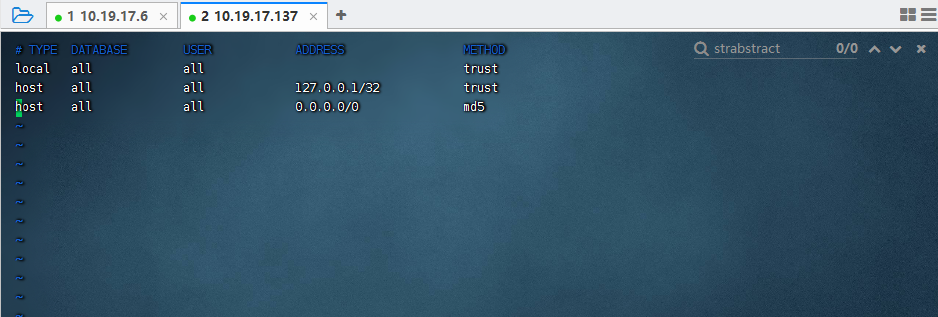 1 10.19.17.6 × 2 10.19.17.137 × +
# TYPE DATABASE USER ADDRESS METHOD
strabstract 0/0
local all all trust
host all all 127.0.0.1/32 trust
host all all 0.0.0.0/0 md5
~
~
~
~
~
~
~
~
~
~
~